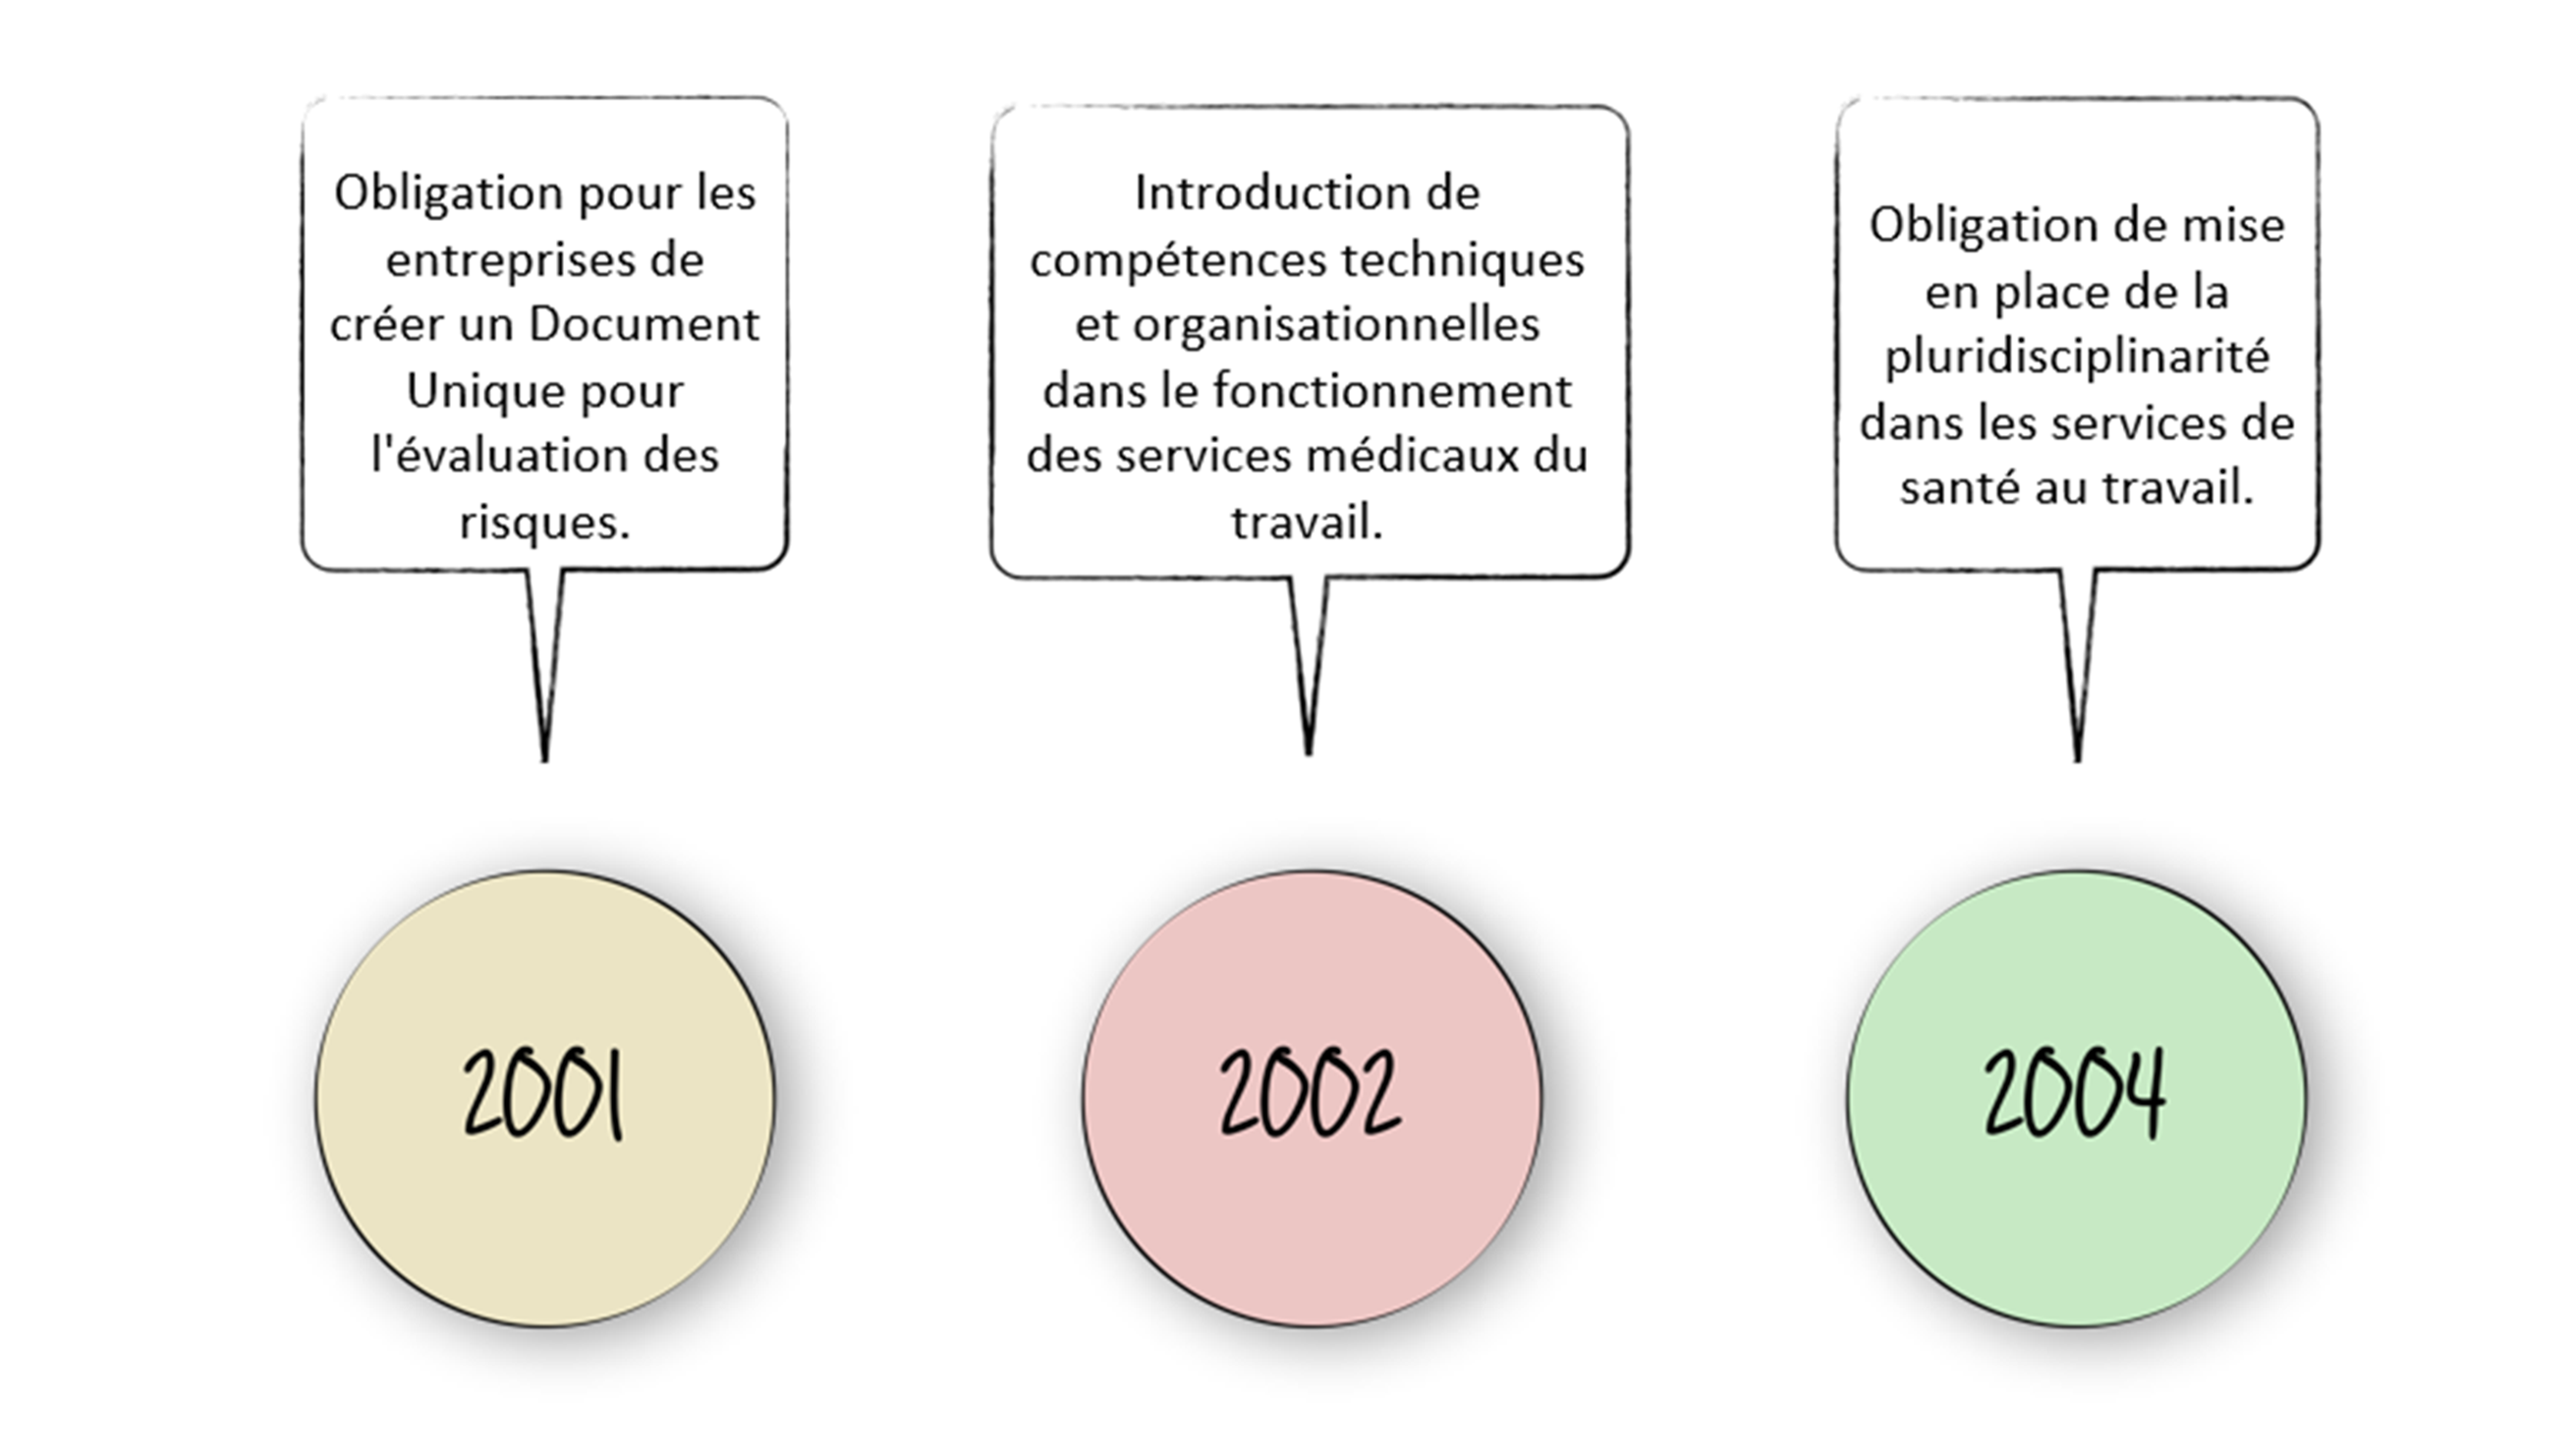 Obligation pour les
entreprises de
créer un Document
Unique pour
l'évaluation des
risques.
Introduction de
compétences techniques
et organisationnelles
dans le fonctionnement
des services médicaux du
travail.
Obligation de mise
en place de la
pluridisciplinarité
dans les services de
santé au travail.
2001
2002
2004